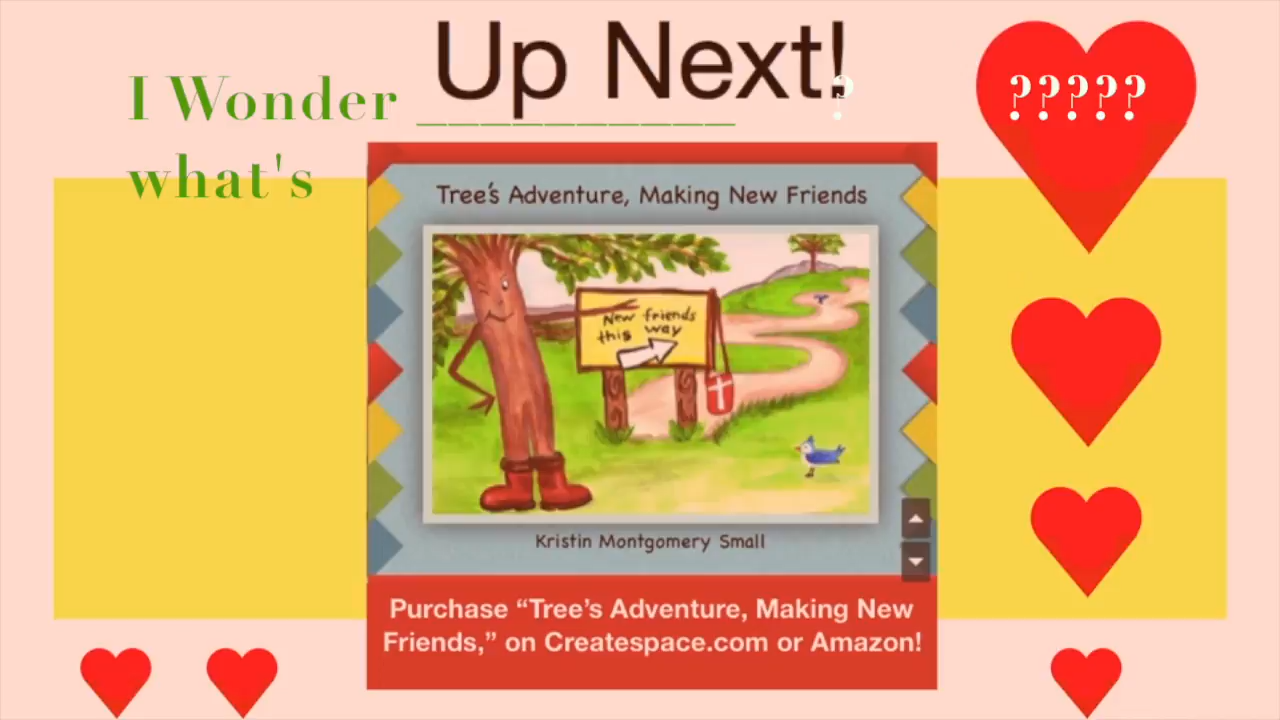 Up Next!
I Wonder __________ ? ?????
what's
Tree's Adventure, Making New Friends
New friends
this way
Kristin Montgomery Small
Purchase “Tree’s Adventure, Making New
Friends,” on Createspace.com or Amazon!